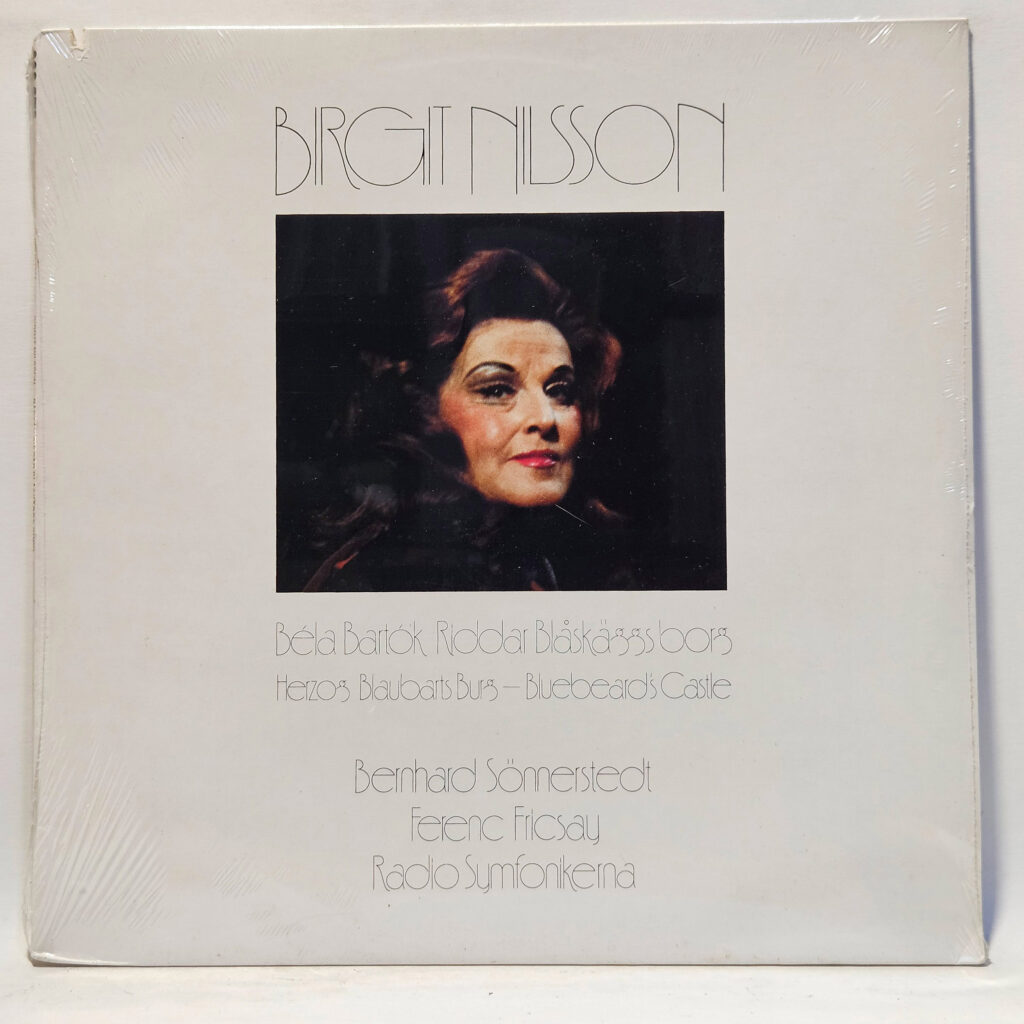 BIRGIT NILSSON
Béla Bartók Riddar Blåskäggs borg
Herzog Blaubarts Burg – Bluebeard's Castle
Bernhard Sönnerstedt
Ferenc Fricsay
Radio Symfonikerna